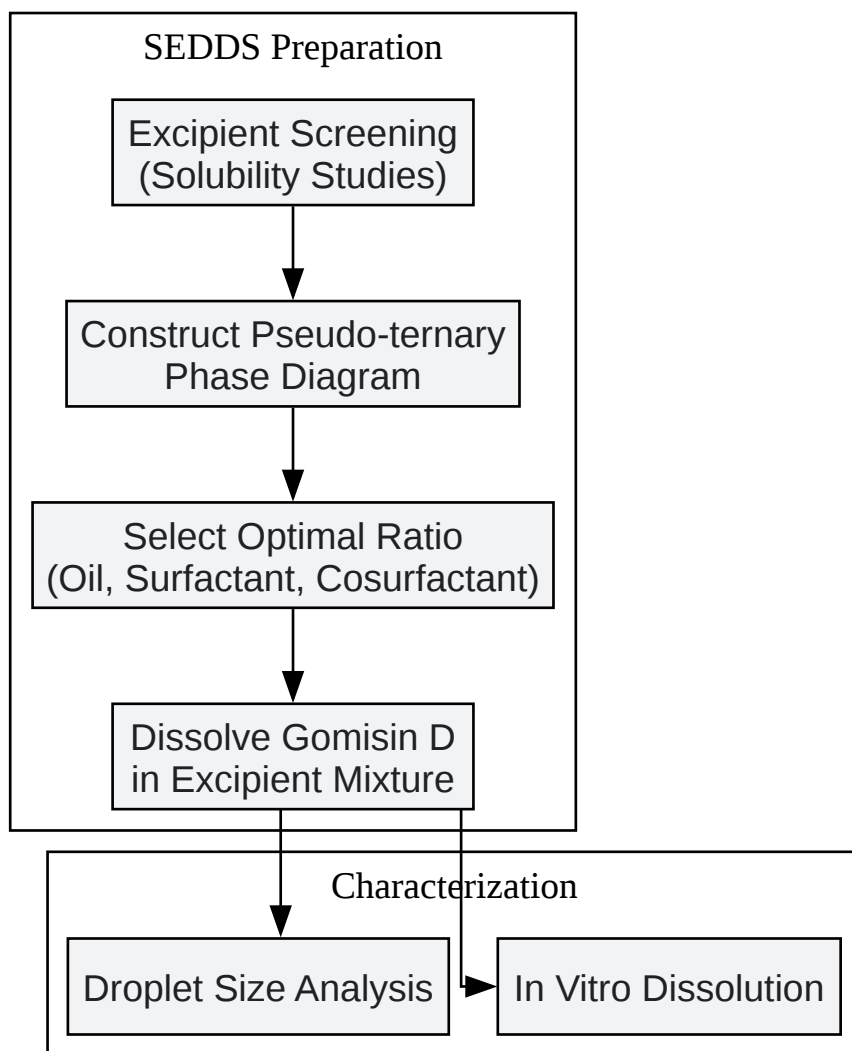 SEDDS Preparation
Excipient Screening
(Solubility Studies)
Construct Pseudo-ternary
Phase Diagram
Select Optimal Ratio
(Oil, Surfactant, Cosurfactant)
Dissolve Gomisin D
in Excipient Mixture
Characterization
Droplet Size Analysis
In Vitro Dissolution